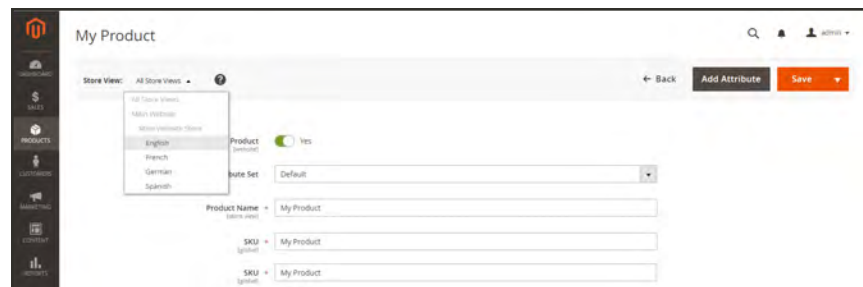 My Product
admin
Store View: All Store Views
← Back
Add Attribute
Save
All Store Views
Main Website
Main Website Store
English
French
German
Spanish
DASHBOARD
SALES
PRODUCTS
CUSTOMERS
MARKETING
CONTENT
REPORTS
Product
[website]
Yes
bute Set
Default
Product Name * My Product
[store view]
SKU * My Product
[global]
SKU * My Product
[global]